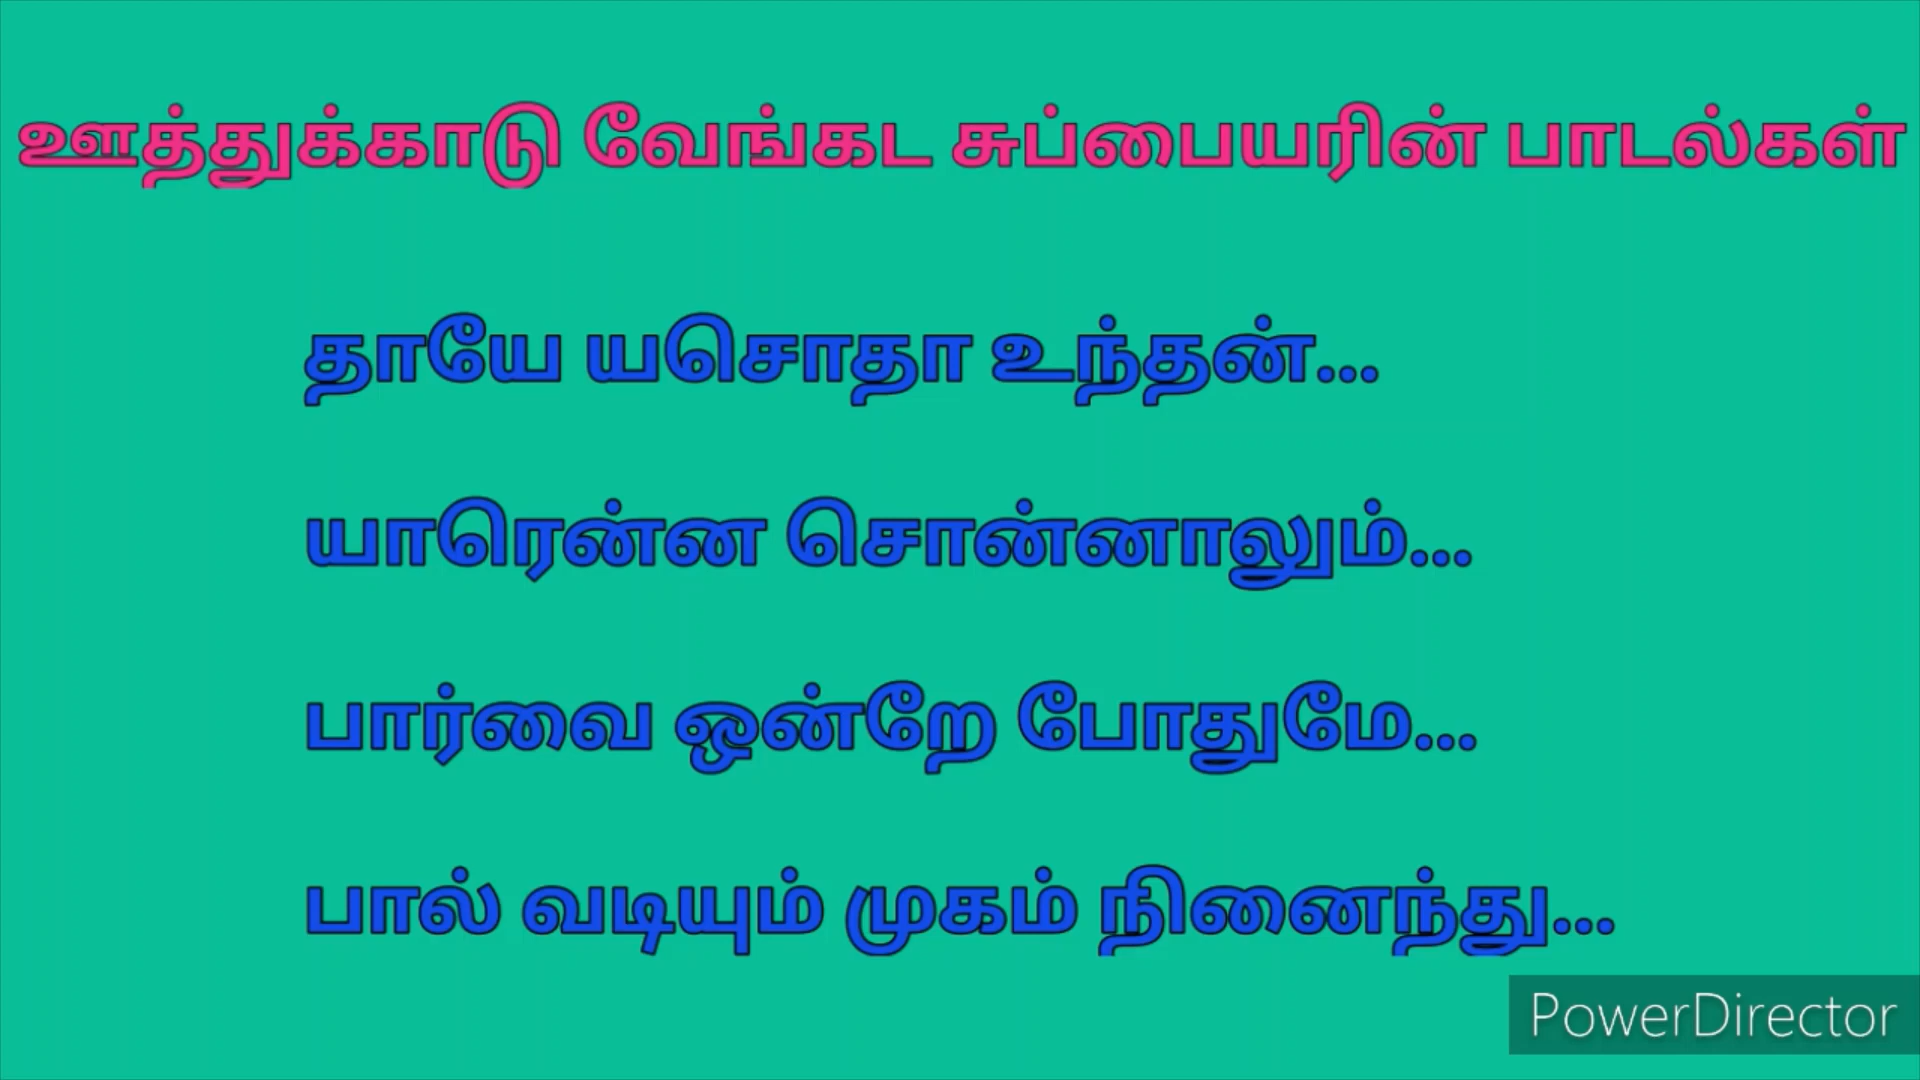 ஊத்துக்காடு வேங்கட சுப்பையரின் பாடல்கள்
தாயே யசொதா உந்தன்...
யாரென்ன சொன்னாலும்...
பார்வை ஒன்றே போதுமே...
பால் வடியும் முகம் நினைந்து...
PowerDirector